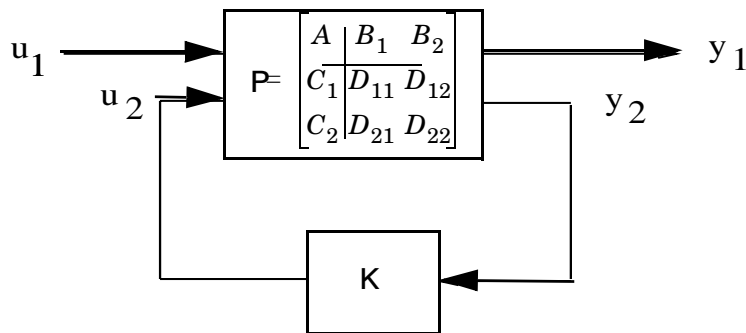 A B₁ B₂
u₁ y₁
P= C₁ D₁₁ D₁₂
u₂ y₂
C₂ D₂₁ D₂₂
K